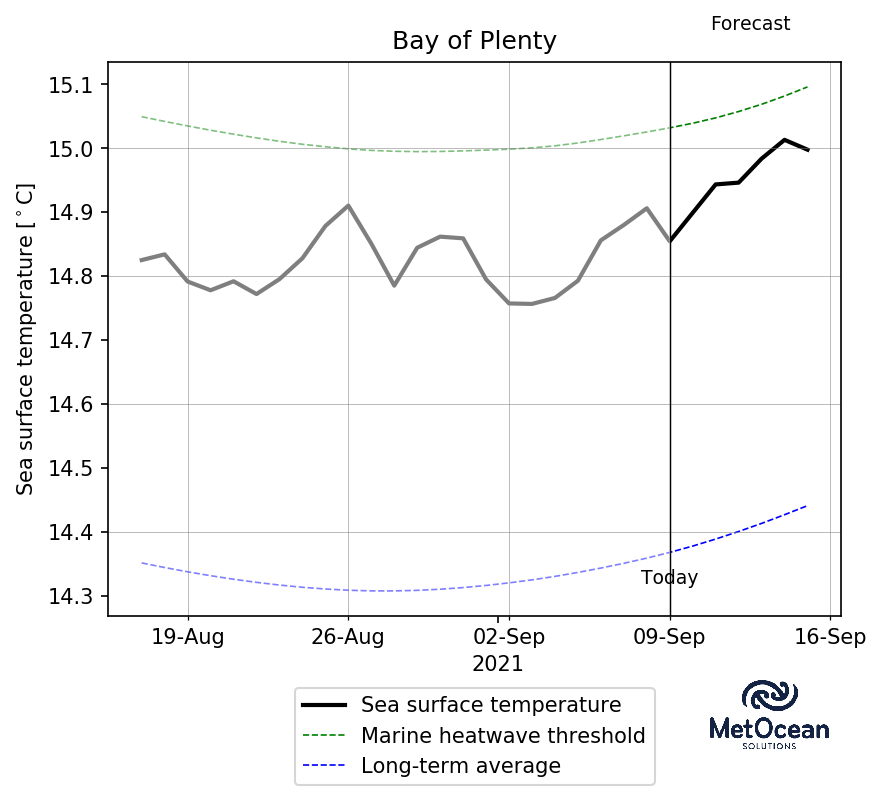 Forecast
Bay of Plenty
Sea surface temperature [°C]
15.1
15.0
14.9
14.8
14.7
14.6
14.5
14.4
14.3
Today
19-Aug 26-Aug 02-Sep 09-Sep 16-Sep
2021
Sea surface temperature
Marine heatwave threshold
Long-term average
MetOcean
SOLUTIONS